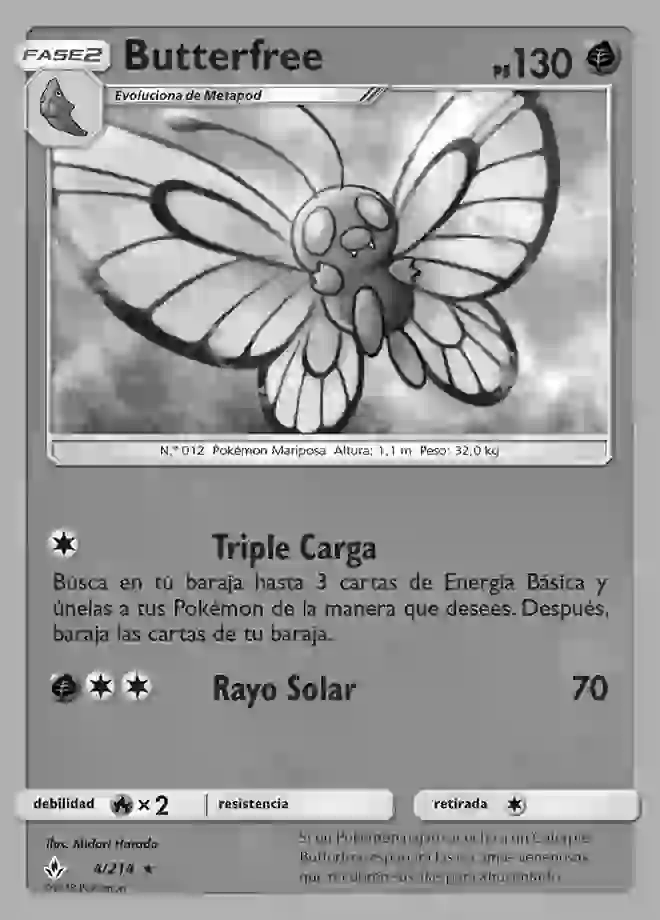 FASE2 Butterfree PS130
Evoluciona de Metapod
N.º 012 Pokémon Mariposa Altura: 1,1 m Peso: 32,0 kg
Triple Carga
Busca en tu baraja hasta 3 cartas de Energía Básica y
únelas a tus Pokémon de la manera que desees. Después,
baraja las cartas de tu baraja.
Rayo Solar 70
debilidad ×2 resistencia retirada
Ilus. Midori Harada
4/214
Pokémon
Butterfree